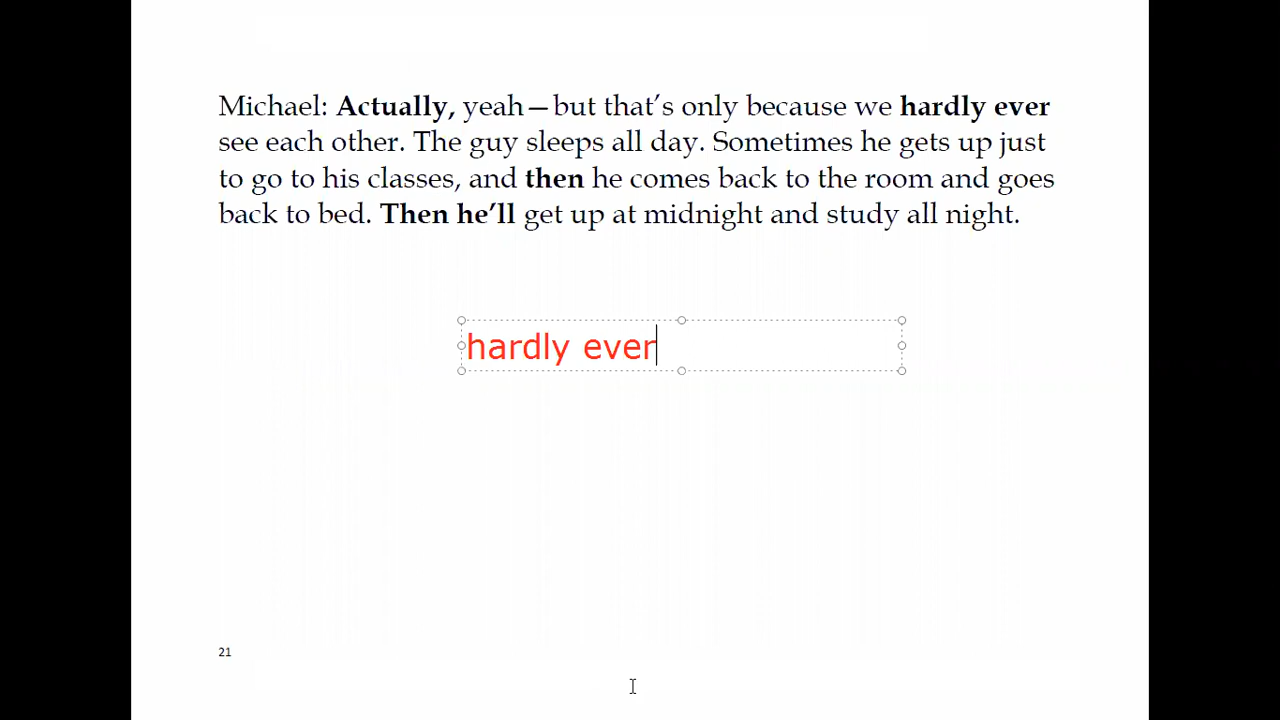 Michael: Actually, yeah—but that’s only because we hardly ever
see each other. The guy sleeps all day. Sometimes he gets up just
to go to his classes, and then he comes back to the room and goes
back to bed. Then he’ll get up at midnight and study all night.
hardly ever
21